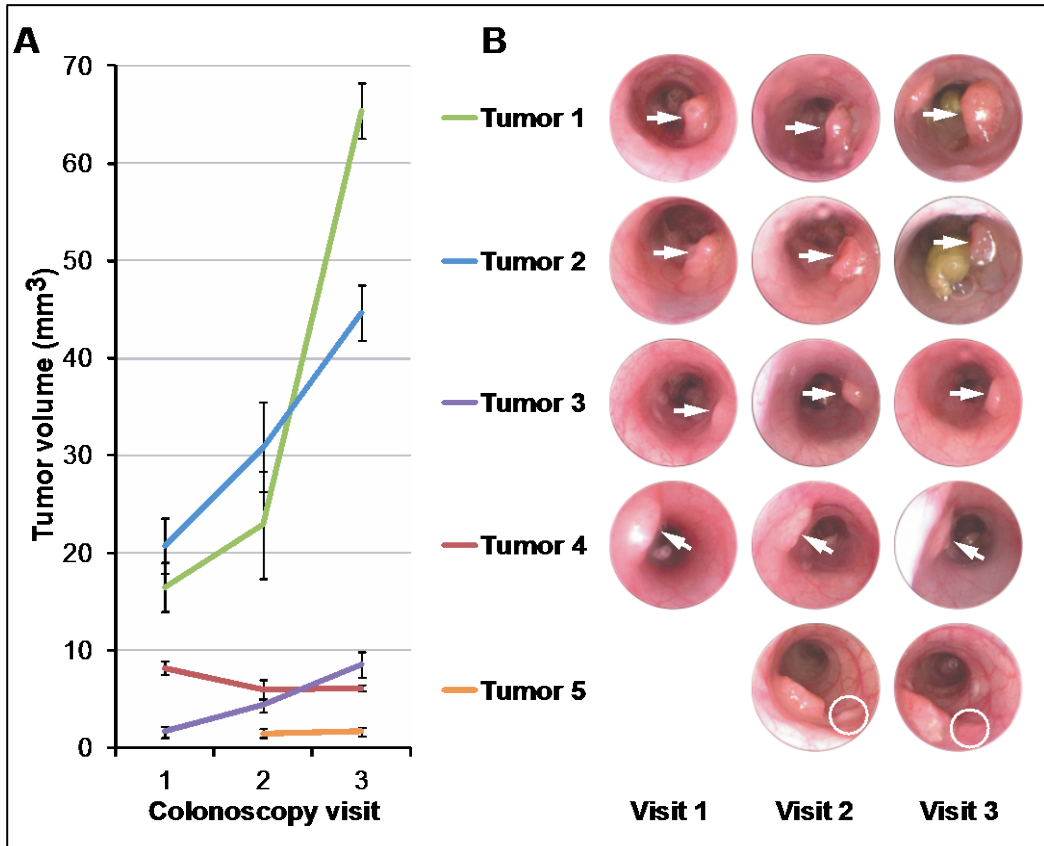 A
B
Tumor volume (mm³)
70
60
50
40
30
20
10
0
1
2
3
Colonoscopy visit
Tumor 1
Tumor 2
Tumor 3
Tumor 4
Tumor 5
Visit 1
Visit 2
Visit 3